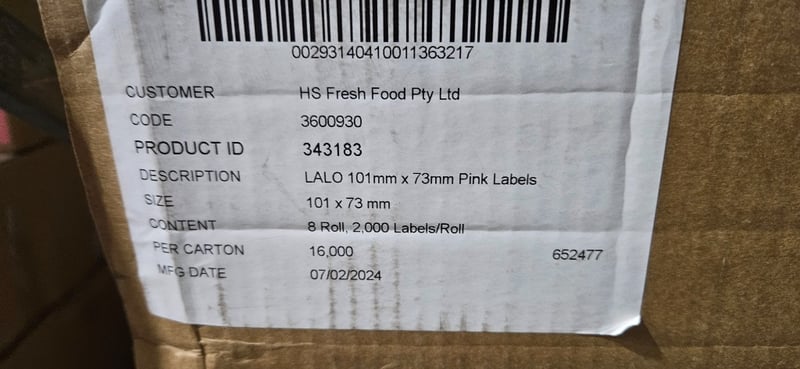 00293140410011363217
CUSTOMER HS Fresh Food Pty Ltd
CODE 3600930
PRODUCT ID 343183
DESCRIPTION LALO 101mm x 73mm Pink Labels
SIZE 101 x 73 mm
CONTENT 8 Roll, 2,000 Labels/Roll
PER CARTON 16,000 652477
MFG DATE 07/02/2024